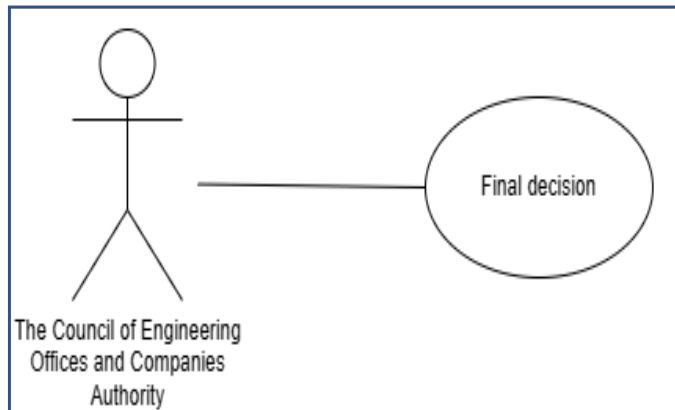 Final decision
The Council of Engineering
Offices and Companies
Authority